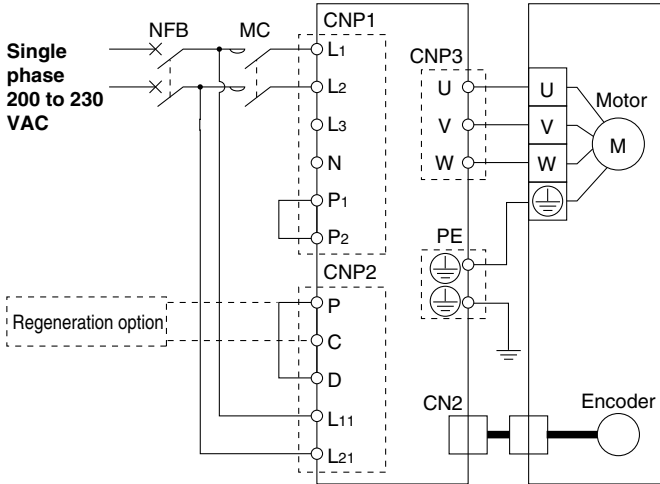 NFB
MC
Single
phase
200 to 230
VAC
CNP1
L1
L2
L3
N
P1
P2
CNP2
P
C
D
L11
L21
Regeneration option
CNP3
U
V
W
PE
CN2
U
V
W
Motor
M
Encoder